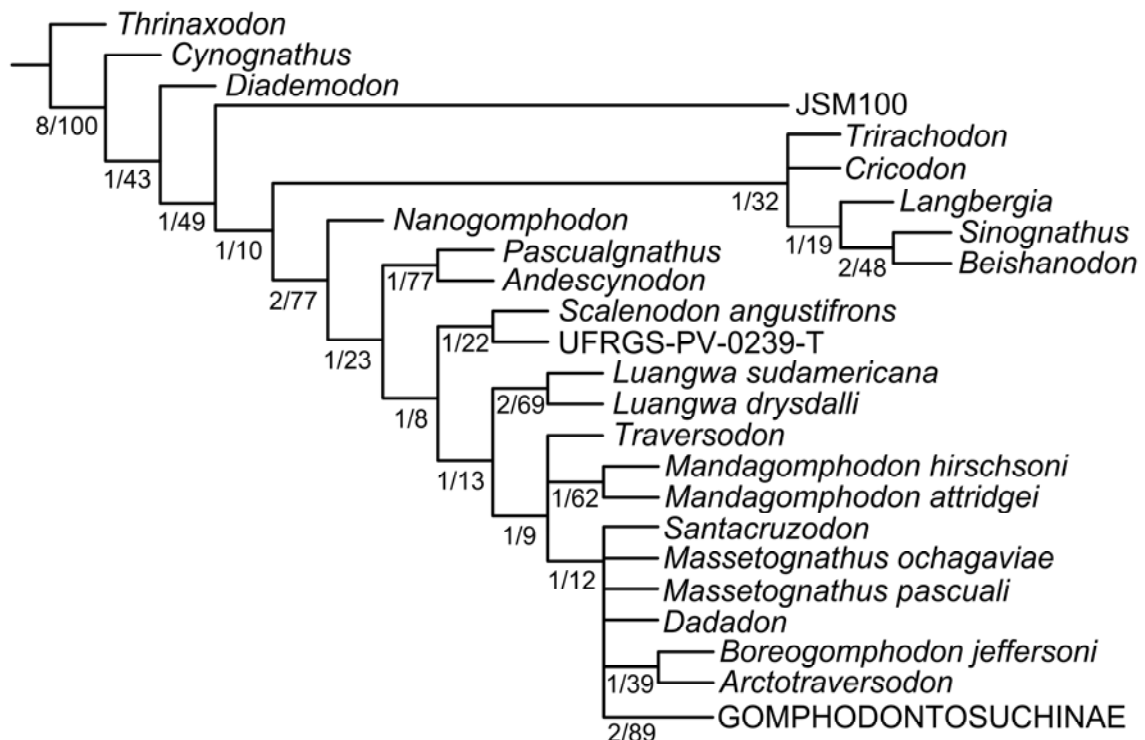 Thrinaxodon
Cynognathus
Diademodon
JSM100
8/100
Trirachodon
1/43
Cricodon
1/32
Langbergia
1/49
Nanogomphodon
Sinognathus
1/19
1/10
Pascualgnathus
2/48
Beishanodon
2/77
1/77
Andescynodon
Scalenodon angustifrons
1/23
1/22
UFRGS-PV-0239-T
Luangwa sudamericana
1/8
2/69
Luangwa drysdalli
Traversodon
1/13
Mandagomphodon hirschsoni
1/62
Mandagomphodon attridgei
1/9
Santacruzodon
Massetognathus ochagaviae
1/12
Massetognathus pascuali
Dadadon
Boreogomphodon jeffersoni
1/39
Arctotraversodon
GOMPHODONTOSUCHINAE
2/89